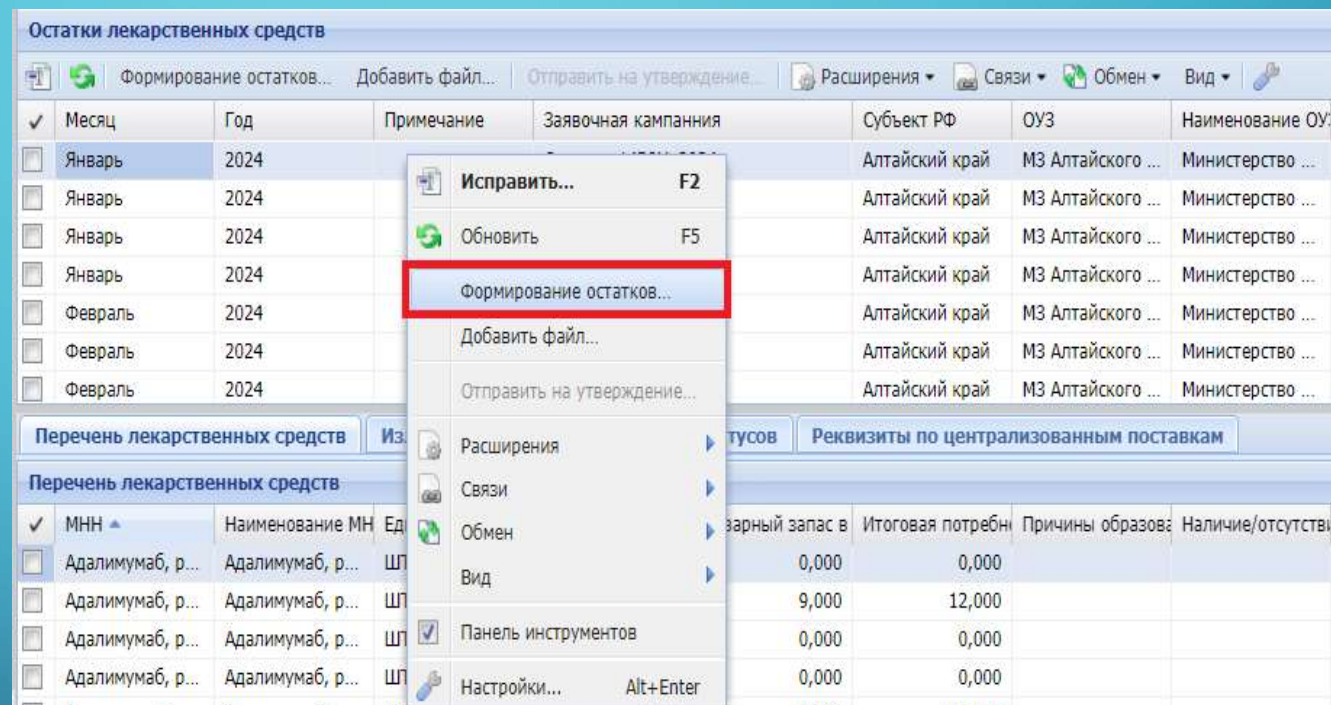 Остатки лекарственных средств
Формирование остатков... Добавить файл... Отправить на утверждение... Расширения Связи Обмен Вид
Месяц Год Примечание Заявочная кампанния Субъект РФ ОУЗ Наименование ОУЗ
Январь 2024 Алтайский край МЗ Алтайского ... Министерство ...
Исправить... F2
Январь 2024 Алтайский край МЗ Алтайского ... Министерство ...
Январь 2024 Обновить F5 Алтайский край МЗ Алтайского ... Министерство ...
Январь 2024 Алтайский край МЗ Алтайского ... Министерство ...
Формирование остатков...
Февраль 2024 Алтайский край МЗ Алтайского ... Министерство ...
Добавить файл...
Февраль 2024 Алтайский край МЗ Алтайского ... Министерство ...
Февраль 2024 Отправить на утверждение... Алтайский край МЗ Алтайского ... Министерство ...
Перечень лекарственных средств Из тусов Реквизиты по централизованным поставкам
Расширения
Перечень лекарственных средств
Связи
МНН Наименование МН Ед Обмен варный запас в Итоговая потребн Причины образова Наличие/отсутстви
Адалимумаб, р... Адалимумаб, р... ШТ 0,000 0,000
Вид
Адалимумаб, р... Адалимумаб, р... ШТ 9,000 12,000
Адалимумаб, р... Адалимумаб, р... ШТ Панель инструментов 0,000 0,000
Адалимумаб, р... Адалимумаб, р... ШТ Настройки... Alt+Enter 0,000 0,000